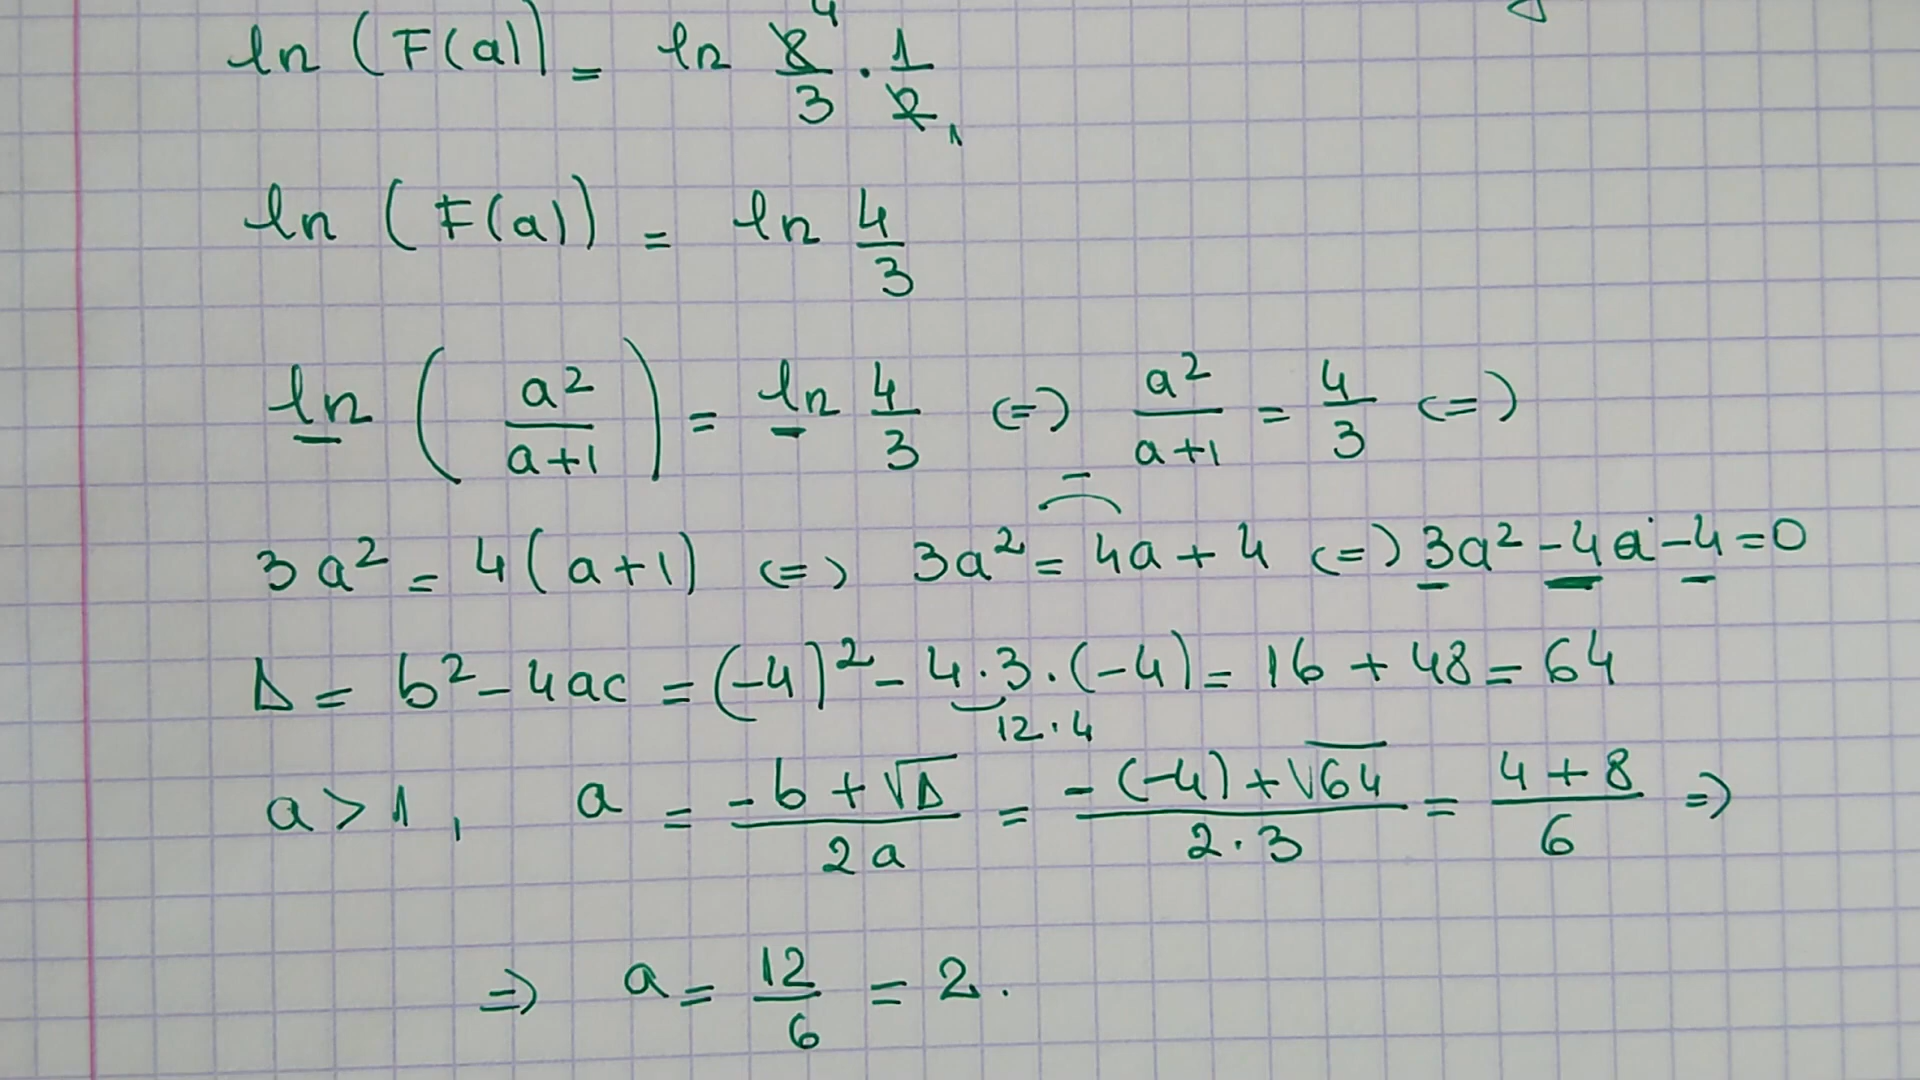 ln (F(a)) = ln 8/3 · 1/2 4 1
ln (F(a)) = ln 4/3
ln (a²/(a+1)) = ln 4/3 <=> a²/(a+1) = 4/3 <=>
3a² = 4(a+1) <=> 3a² = 4a + 4 <=> 3a² - 4a - 4 = 0
Δ = b² - 4ac = (-4)² - 4·3·(-4) = 16 + 48 = 64
12·4
a > 1, a = (-b + √Δ)/(2a) = (-(-4) + √64)/(2·3) = (4 + 8)/6 =>
=> a = 12/6 = 2.